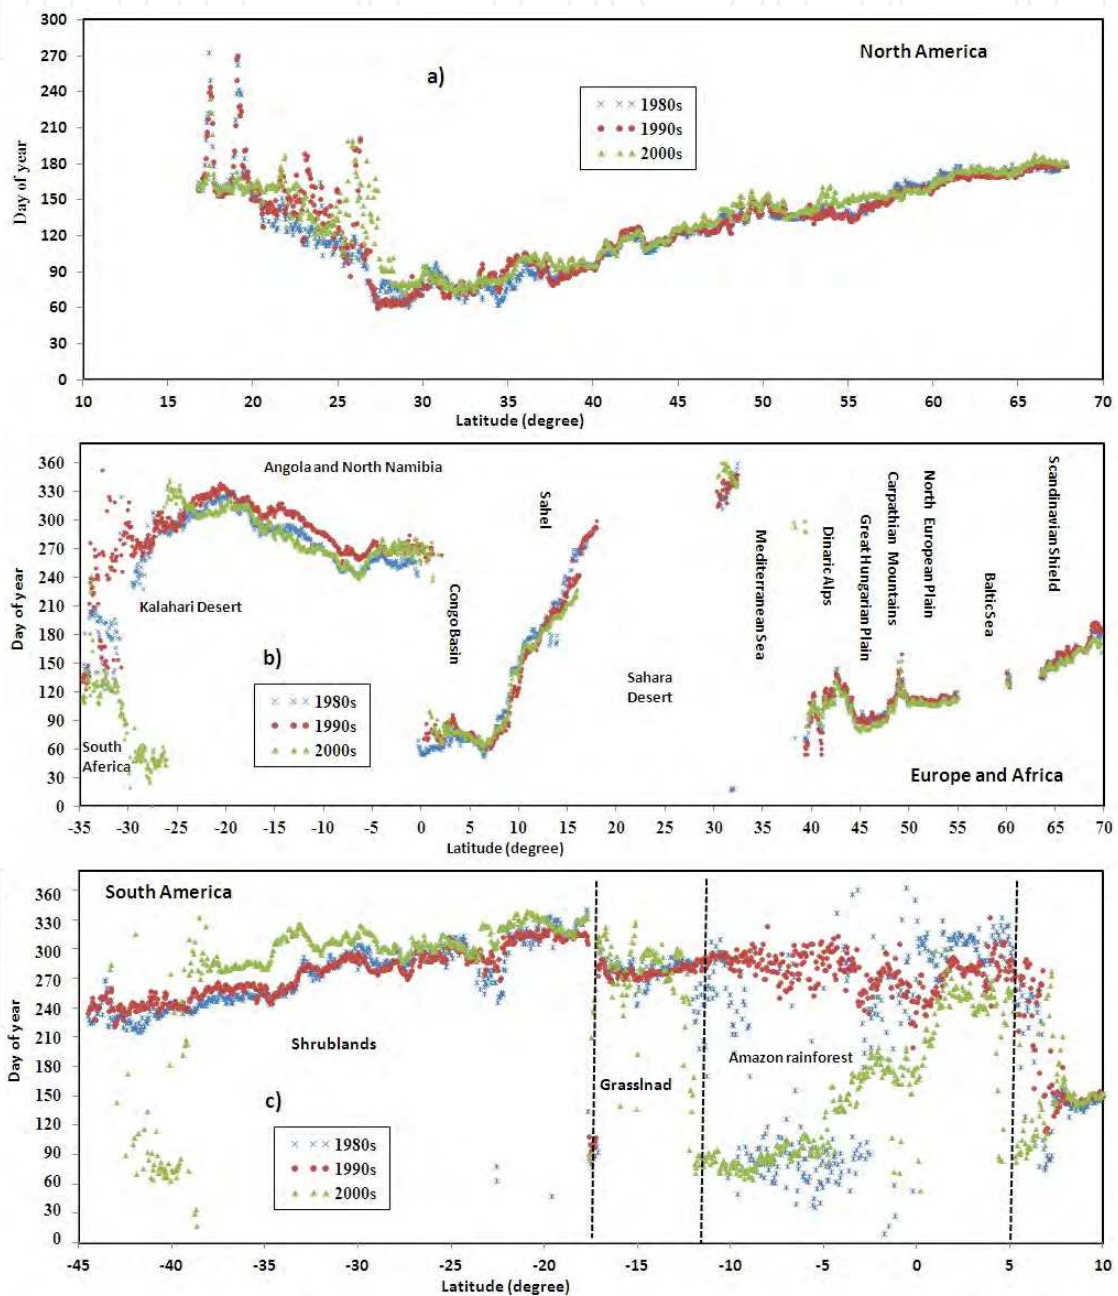 300
270
240
210
180
150
120
90
60
30
0
Day of year
a)
North America
1980s
1990s
2000s
10 15 20 25 30 35 40 45 50 55 60 65 70
Latitude (degree)
360
330
300
270
240
210
180
150
120
90
60
30
0
Day of year
Angola and North Namibia
Kalahari Desert
b)
1980s
1990s
2000s
South
Aferica
Congo Basin
Sahel
Sahara
Desert
Mediterranean Sea
Dinaric Alps
Great Hungarian Plain
Carpathian Mountains
North European Plain
Baltic Sea
Scandinavian Shield
Europe and Africa
-35 -30 -25 -20 -15 -10 -5 0 5 10 15 20 25 30 35 40 45 50 55 60 65 70
Latitude (degree)
360
330
300
270
240
210
180
150
120
90
60
30
0
Day of year
South America
Shrublands
c)
1980s
1990s
2000s
Grasslnad
Amazon rainforest
-45 -40 -35 -30 -25 -20 -15 -10 -5 0 5 10
Latitude (degree)